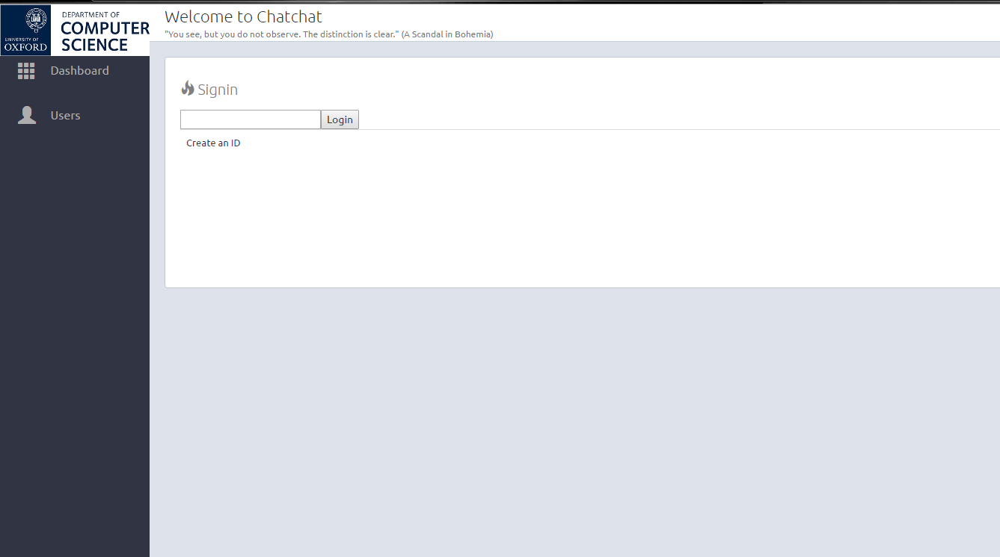 UNIVERSITY OF
OXFORD
DEPARTMENT OF
COMPUTER
SCIENCE
Welcome to Chatchat
"You see, but you do not observe. The distinction is clear." (A Scandal in Bohemia)
Dashboard
Users
Signin
Login
Create an ID